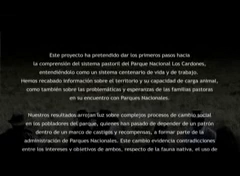 Este proyecto ha pretendido dar los primeros pasos hacia
la comprensión del sistema pastoril del Parque Nacional Los Cardones,
entendiéndolo como un sistema centenario de vida y de trabajo.
Hemos recabado información sobre el territorio y su capacidad de carga animal,
como también sobre las problemáticas y esperanzas de las familias pastoras
en su encuentro con Parques Nacionales.
Nuestros resultados arrojan luz sobre complejos procesos de cambio social
en los pobladores del parque, quienes han pasado de depender de un patrón
dentro de un marco de castigos y recompensas, a formar parte de la
administración de Parques Nacionales. Este cambio evidencia contradicciones
entre los intereses y objetivos de ambos, respecto de la fauna nativa, el uso de